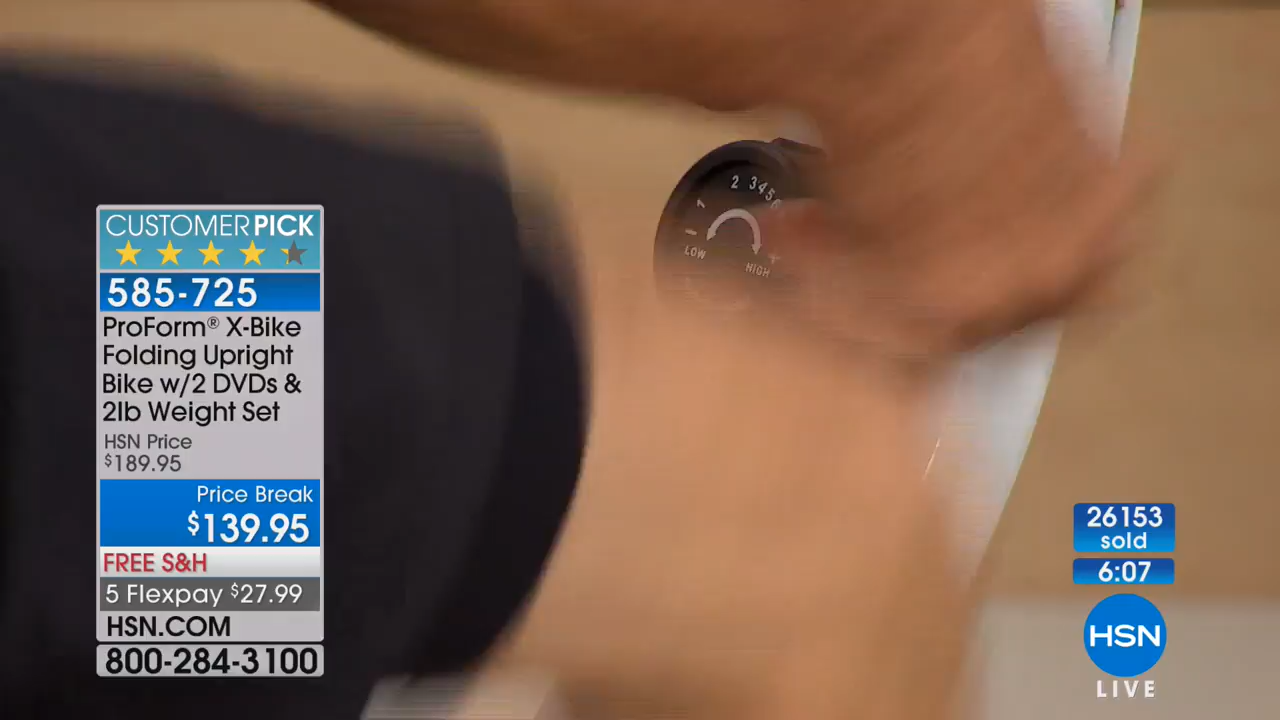 CUSTOMER PICK
585-725
ProForm® X-Bike
Folding Upright
Bike w/2 DVDs &
2lb Weight Set
HSN Price
$189.95
Price Break
$139.95
FREE S&H
5 Flexpay $27.99
HSN.COM
800-284-3100
1 2 3 4 5 6
- +
LOW HIGH
26153
sold
6:07
HSN
LIVE